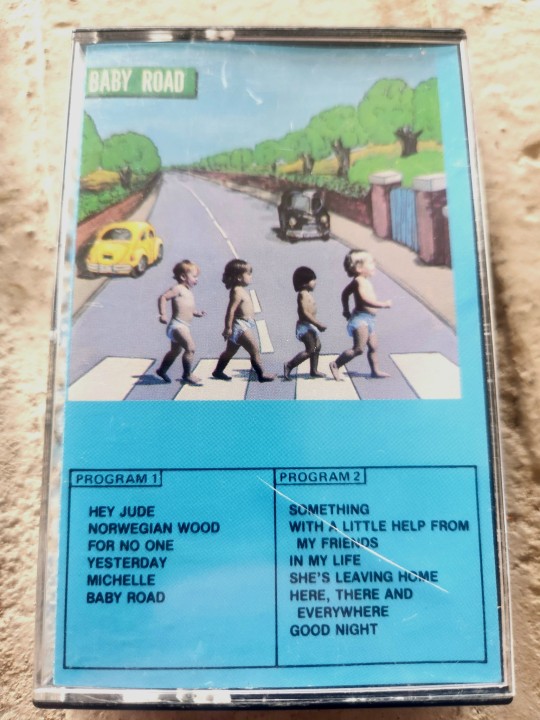 BABY ROAD
PROGRAM 1
HEY JUDE
NORWEGIAN WOOD
FOR NO ONE
YESTERDAY
MICHELLE
BABY ROAD
PROGRAM 2
SOMETHING
WITH A LITTLE HELP FROM
MY FRIENDS
IN MY LIFE
SHE'S LEAVING HOME
HERE, THERE AND
EVERYWHERE
GOOD NIGHT